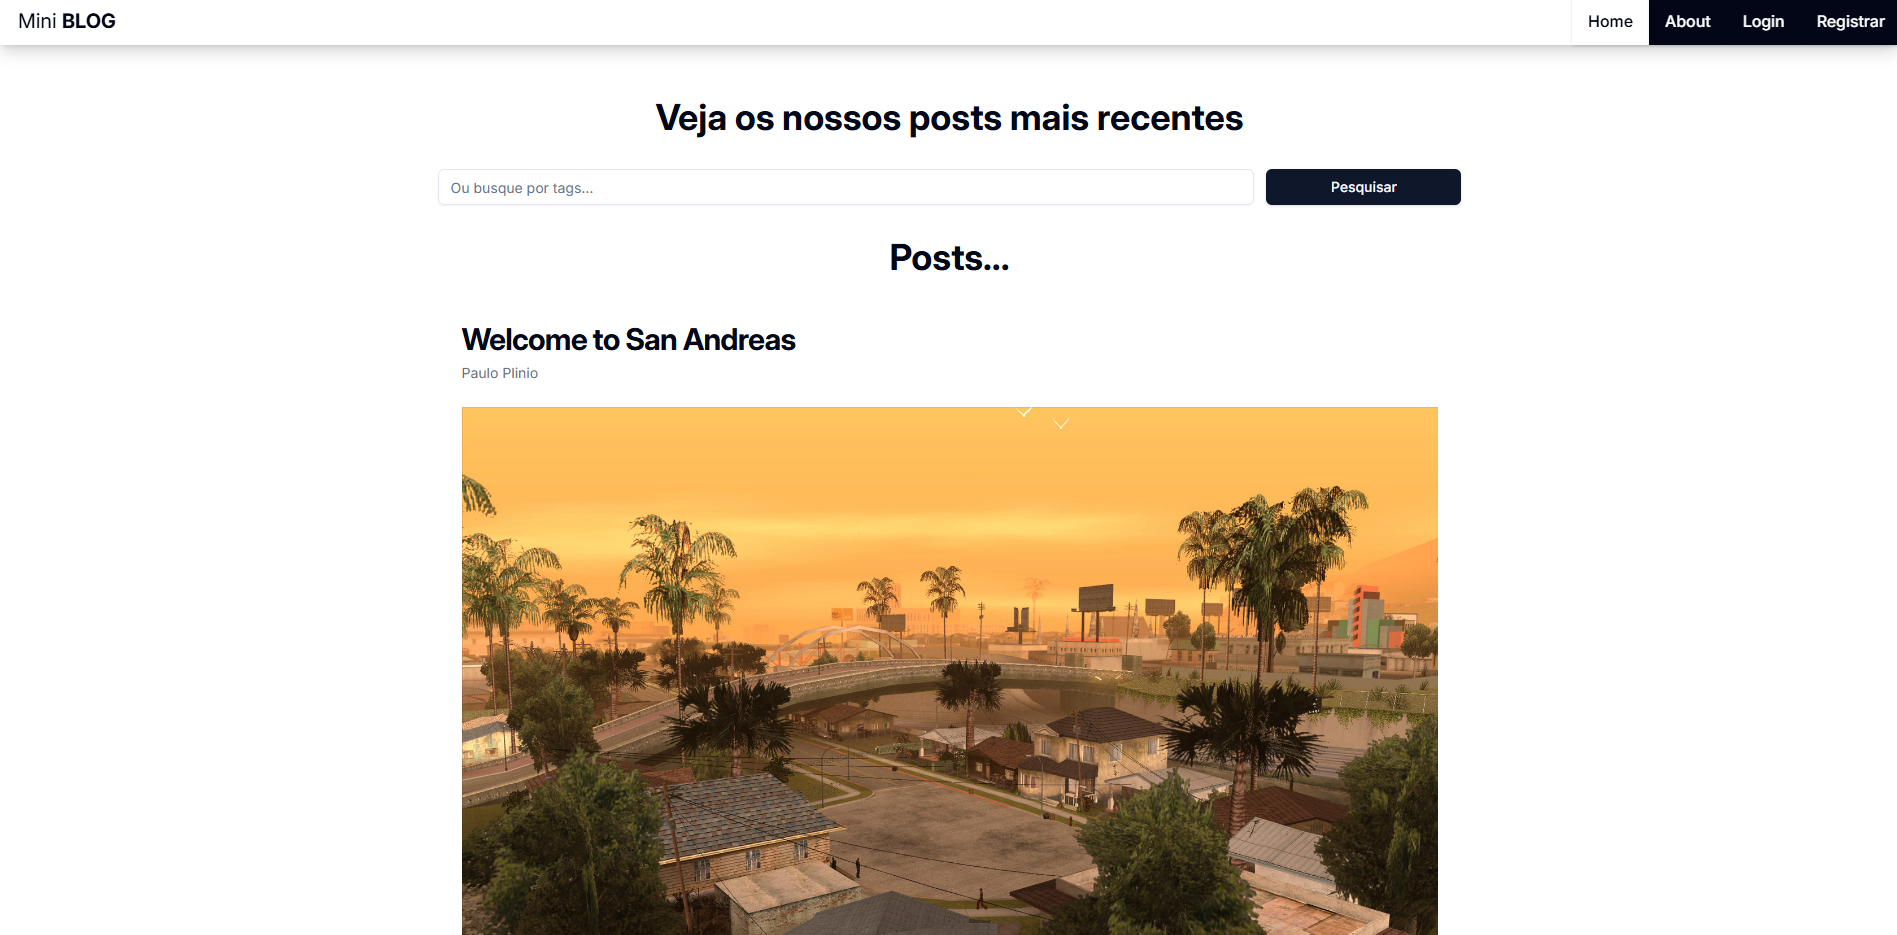 Mini BLOG
Home About Login Registrar
Veja os nossos posts mais recentes
Ou busque por tags...
Pesquisar
Posts...
Welcome to San Andreas
Paulo Plinio